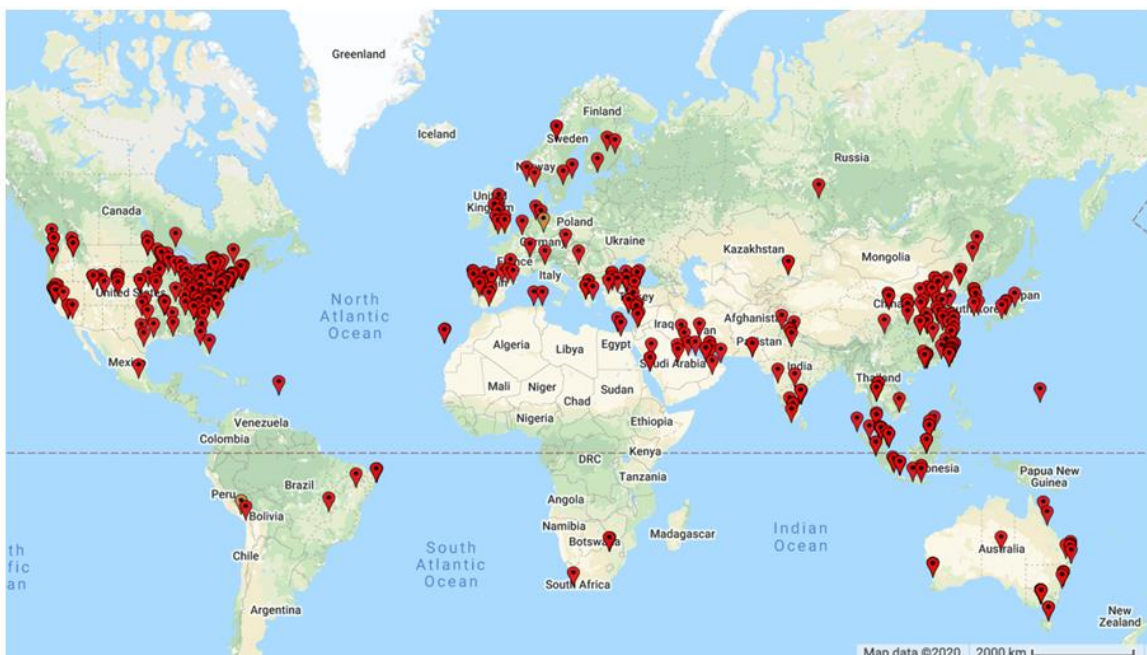 Greenland
Iceland
Finland
Sweden
Norway
Russia
United
Kingdom
Canada
Poland
Germany
Ukraine
France
Kazakhstan
Mongolia
Italy
United States
North
Atlantic
Ocean
Afghanistan
Iraq
Algeria
Libya
Egypt
Pakistan
Saudi Arabia
India
Mali
Niger
Sudan
Chad
Thailand
Venezuela
Nigeria
Ethiopia
Colombia
Kenya
DRC
Tanzania
Papua New
Guinea
Peru
Brazil
Bolivia
Angola
Namibia
Botswana
Madagascar
Indian
Ocean
Chile
South
Atlantic
Ocean
Australia
South Africa
Argentina
New
Zealand
Map data ©2020 2000 km